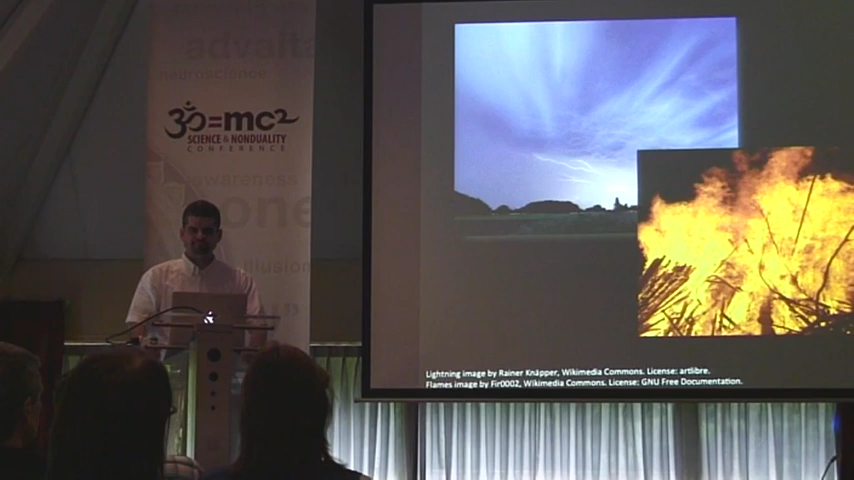 advaita
neuroscience
ॐ=mc2
SCIENCE & NONDUALITY
CONFERENCE
awareness
one
illusion
Lightning image by Rainer Knäpper, Wikimedia Commons. License: artlibre.
Flames image by Fir0002, Wikimedia Commons. License: GNU Free Documentation.